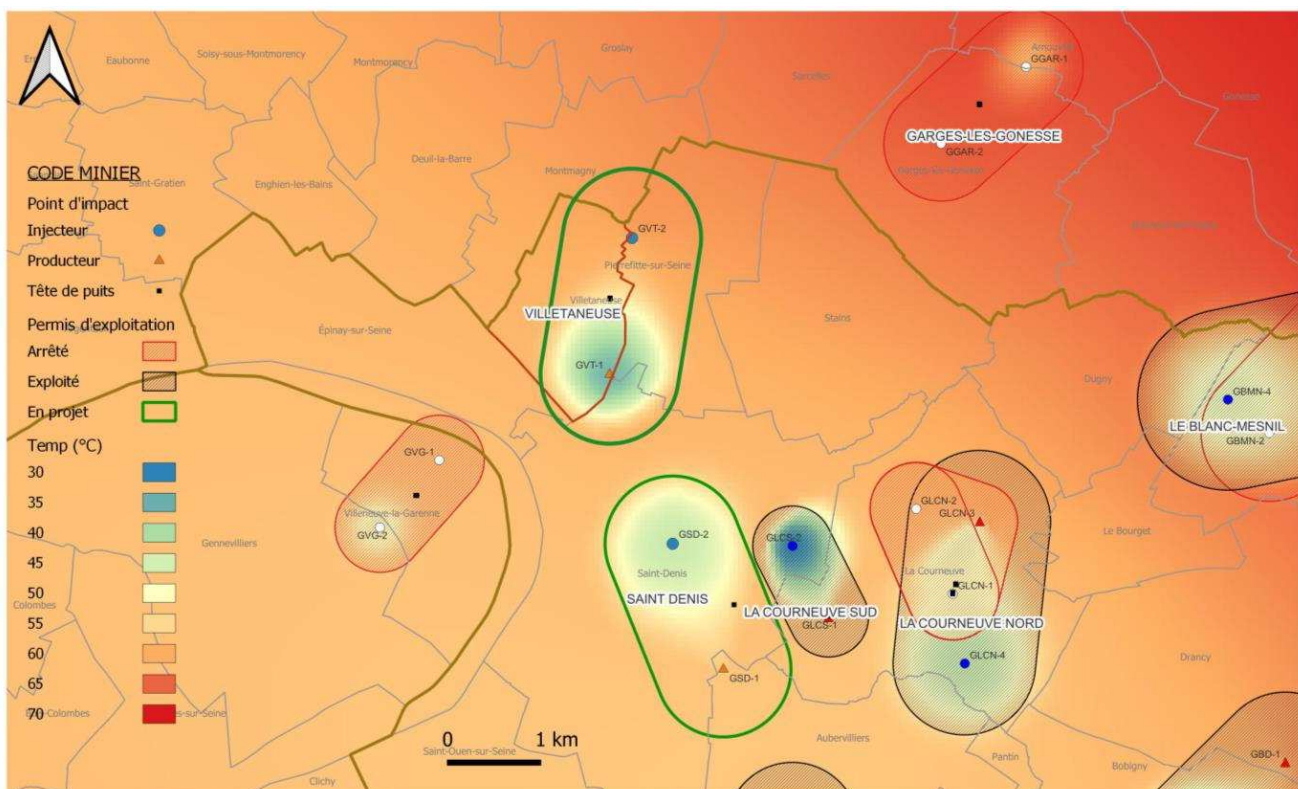 Eaubonne
Soisy-sous-Montmorency
Montmorency
Groslay
Sarcelles
Arnouville
GGAR-1
Gonesse
GARGES-LES-GONESSE
GGAR-2
Garges-lès-Gonesse
CODE MINIER
Saint-Gratien
Enghien-les-Bains
Deuil-la-Barre
Montmagny
Point d'impact
Injecteur
Producteur
Tête de puits
GVT-2
Pierrefitte-sur-Seine
Villetaneuse
VILLETANEUSE
Permis d'exploitation
Arrêté
Exploité
En projet
Épinay-sur-Seine
Stains
GVT-1
Dugny
GBMN-4
LE BLANC-MESNIL
GBMN-2
Temp (°C)
30
35
40
45
50
55
60
65
70
GVG-1
Villeneuve-la-Garenne
GVG-2
Gennevilliers
GSD-2
Saint-Denis
SAINT DENIS
GSD-1
GLCS-2
LA COURNEUVE SUD
GLCS-1
GLCN-2
GLCN-3
La Courneuve
GLCN-1
LA COURNEUVE NORD
GLCN-4
Le Bourget
Drancy
Colombes
0 1 km
Saint-Ouen-sur-Seine
Clichy
Aubervilliers
Pantin
Bobigny
GBD-1